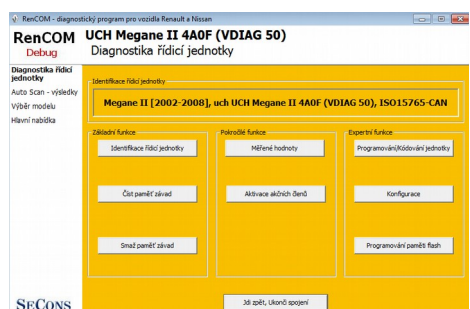 RenCOM - diagnostický program pro vozidla Renault a Nissan
RenCOM
Debug
UCH Megane II 4A0F (VDIAG 50)
Diagnostika řídicí jednotky
Diagnostika řídicí
jednotky
Auto Scan - výsledky
Výběr modelu
Hlavní nabídka
Identifikace řídicí jednotky
Megane II [2002-2008], uch UCH Megane II 4A0F (VDIAG 50), ISO15765-CAN
Základní funkce
Identifikace řídicí jednotky
Číst paměť závad
Smaž paměť závad
Pokročilé funkce
Měřené hodnoty
Aktivace akčních členů
Expertní funkce
Programování/Kódování jednotky
Konfigurace
Programování paměti flash
SECONS
Jdi zpět, Ukonči spojení